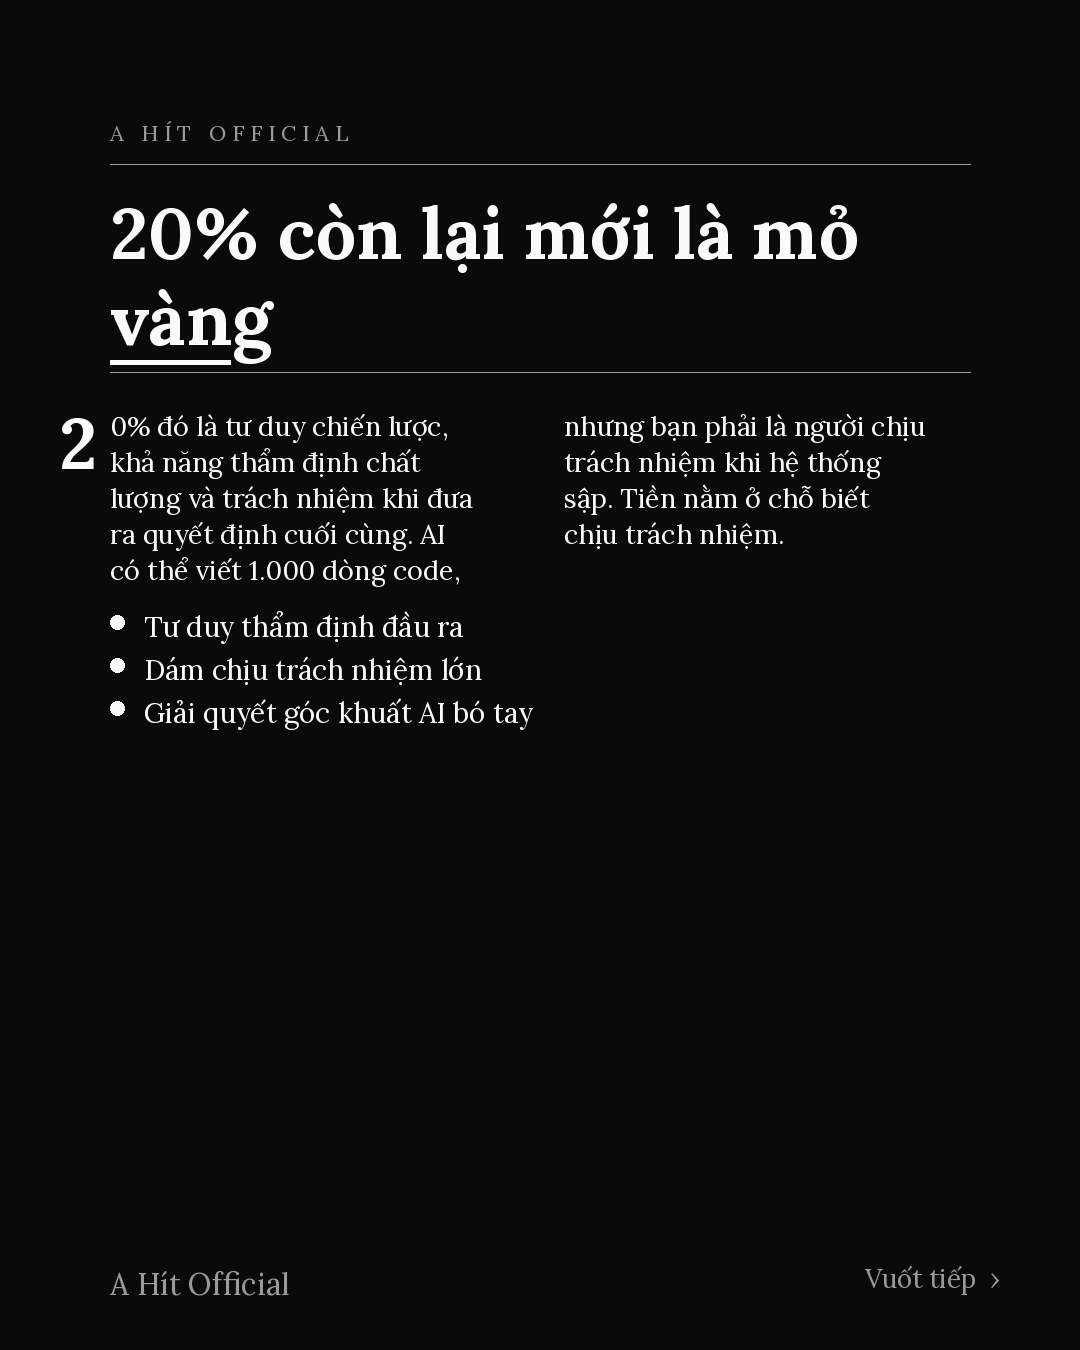 A HÍT OFFICIAL
20% còn lại mới là mỏ
vàng
20% đó là tư duy chiến lược,
khả năng thẩm định chất
lượng và trách nhiệm khi đưa
ra quyết định cuối cùng. AI
có thể viết 1.000 dòng code,
nhưng bạn phải là người chịu
trách nhiệm khi hệ thống
sập. Tiền nằm ở chỗ biết
chịu trách nhiệm.
Tư duy thẩm định đầu ra
Dám chịu trách nhiệm lớn
Giải quyết góc khuất AI bó tay
A Hít Official
Vuốt tiếp ›